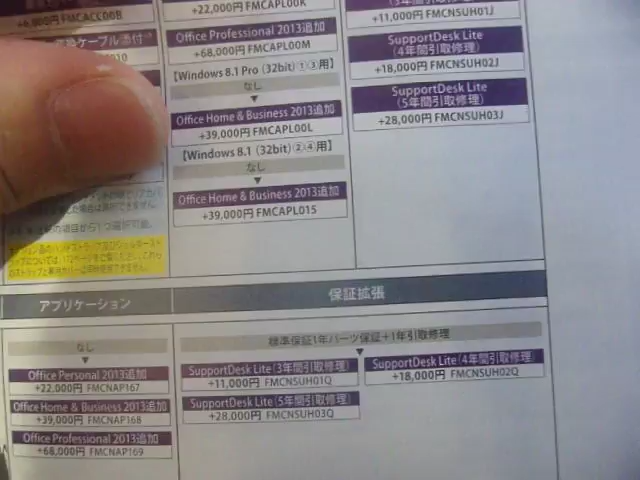 +6,800円 FMCACC00B
+22,000円 FMCAPL00K
Office Professional 2013追加
+68,000円 FMCAPL00M
【Windows 8.1 Pro (32bit) ①③用】
なし
▼
Office Home & Business 2013追加
+39,000円 FMCAPL00L
【Windows 8.1 (32bit) ②④用】
なし
▼
Office Home & Business 2013追加
+39,000円 FMCAPL015
(3年間引取修理)
+11,000円 FMCNSUH01J
SupportDesk Lite
(4年間引取修理)
+18,000円 FMCNSUH02J
SupportDesk Lite
(5年間引取修理)
+28,000円 FMCNSUH03J
アプリケーション
なし
▼
Office Personal 2013追加
+22,000円 FMCNAP167
Office Home & Business 2013追加
+39,000円 FMCNAP168
Office Professional 2013追加
+68,000円 FMCNAP169
保証拡張
標準保証1年パーツ保証+1年引取修理
▼
SupportDesk Lite (3年間引取修理)
+11,000円 FMCNSUH01Q
SupportDesk Lite (4年間引取修理)
+18,000円 FMCNSUH02Q
SupportDesk Lite (5年間引取修理)
+28,000円 FMCNSUH03Q